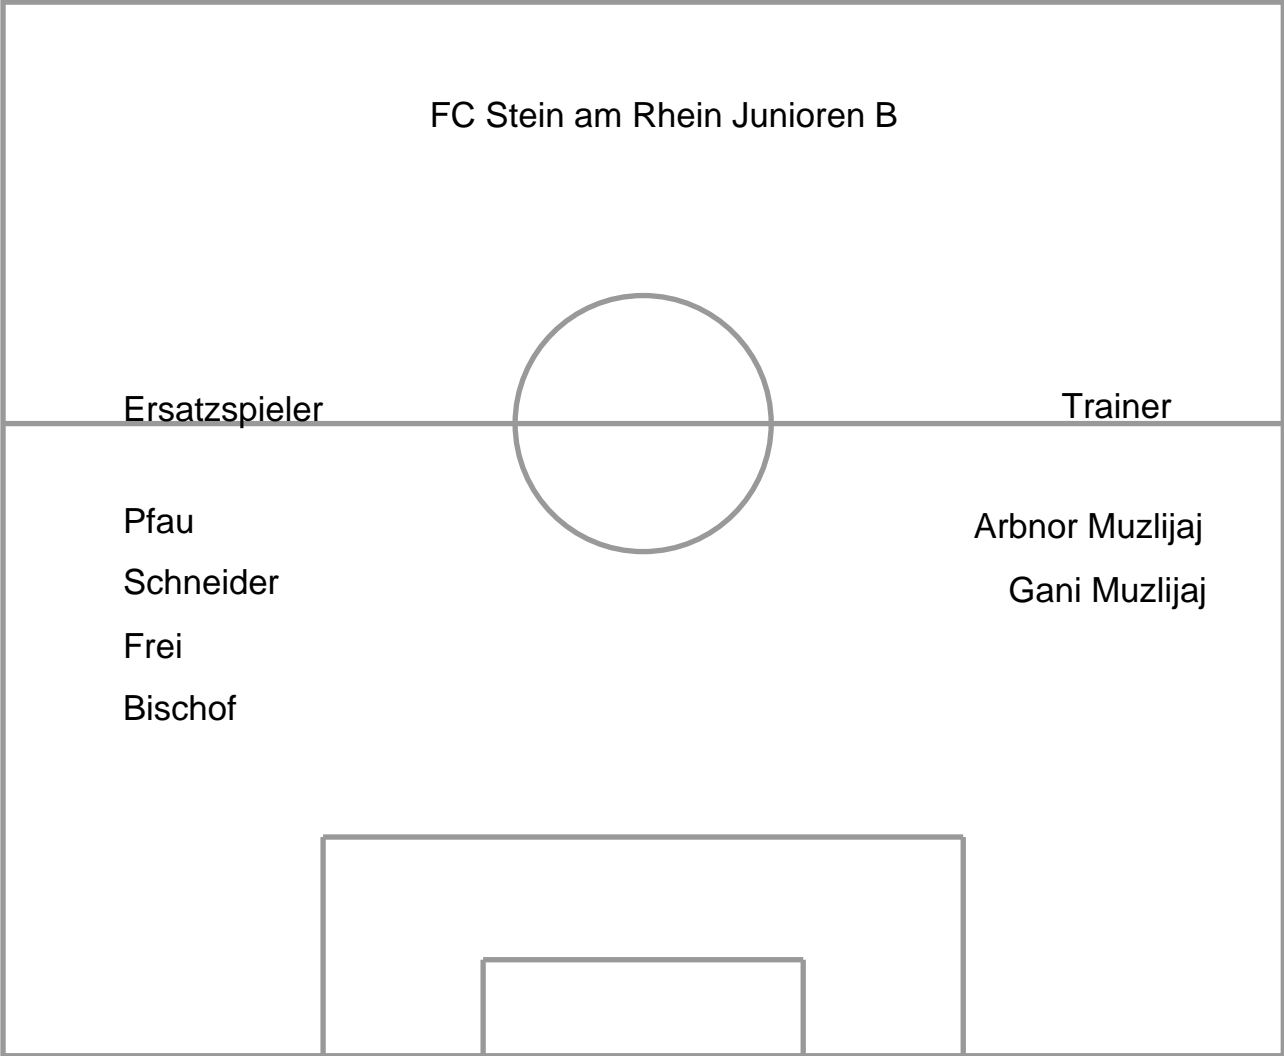 FC Stein am Rhein Junioren B
Ersatzspieler
Pfau
Schneider
Frei
Bischof
Trainer
Arbnor Muzlijaj
Gani Muzlijaj